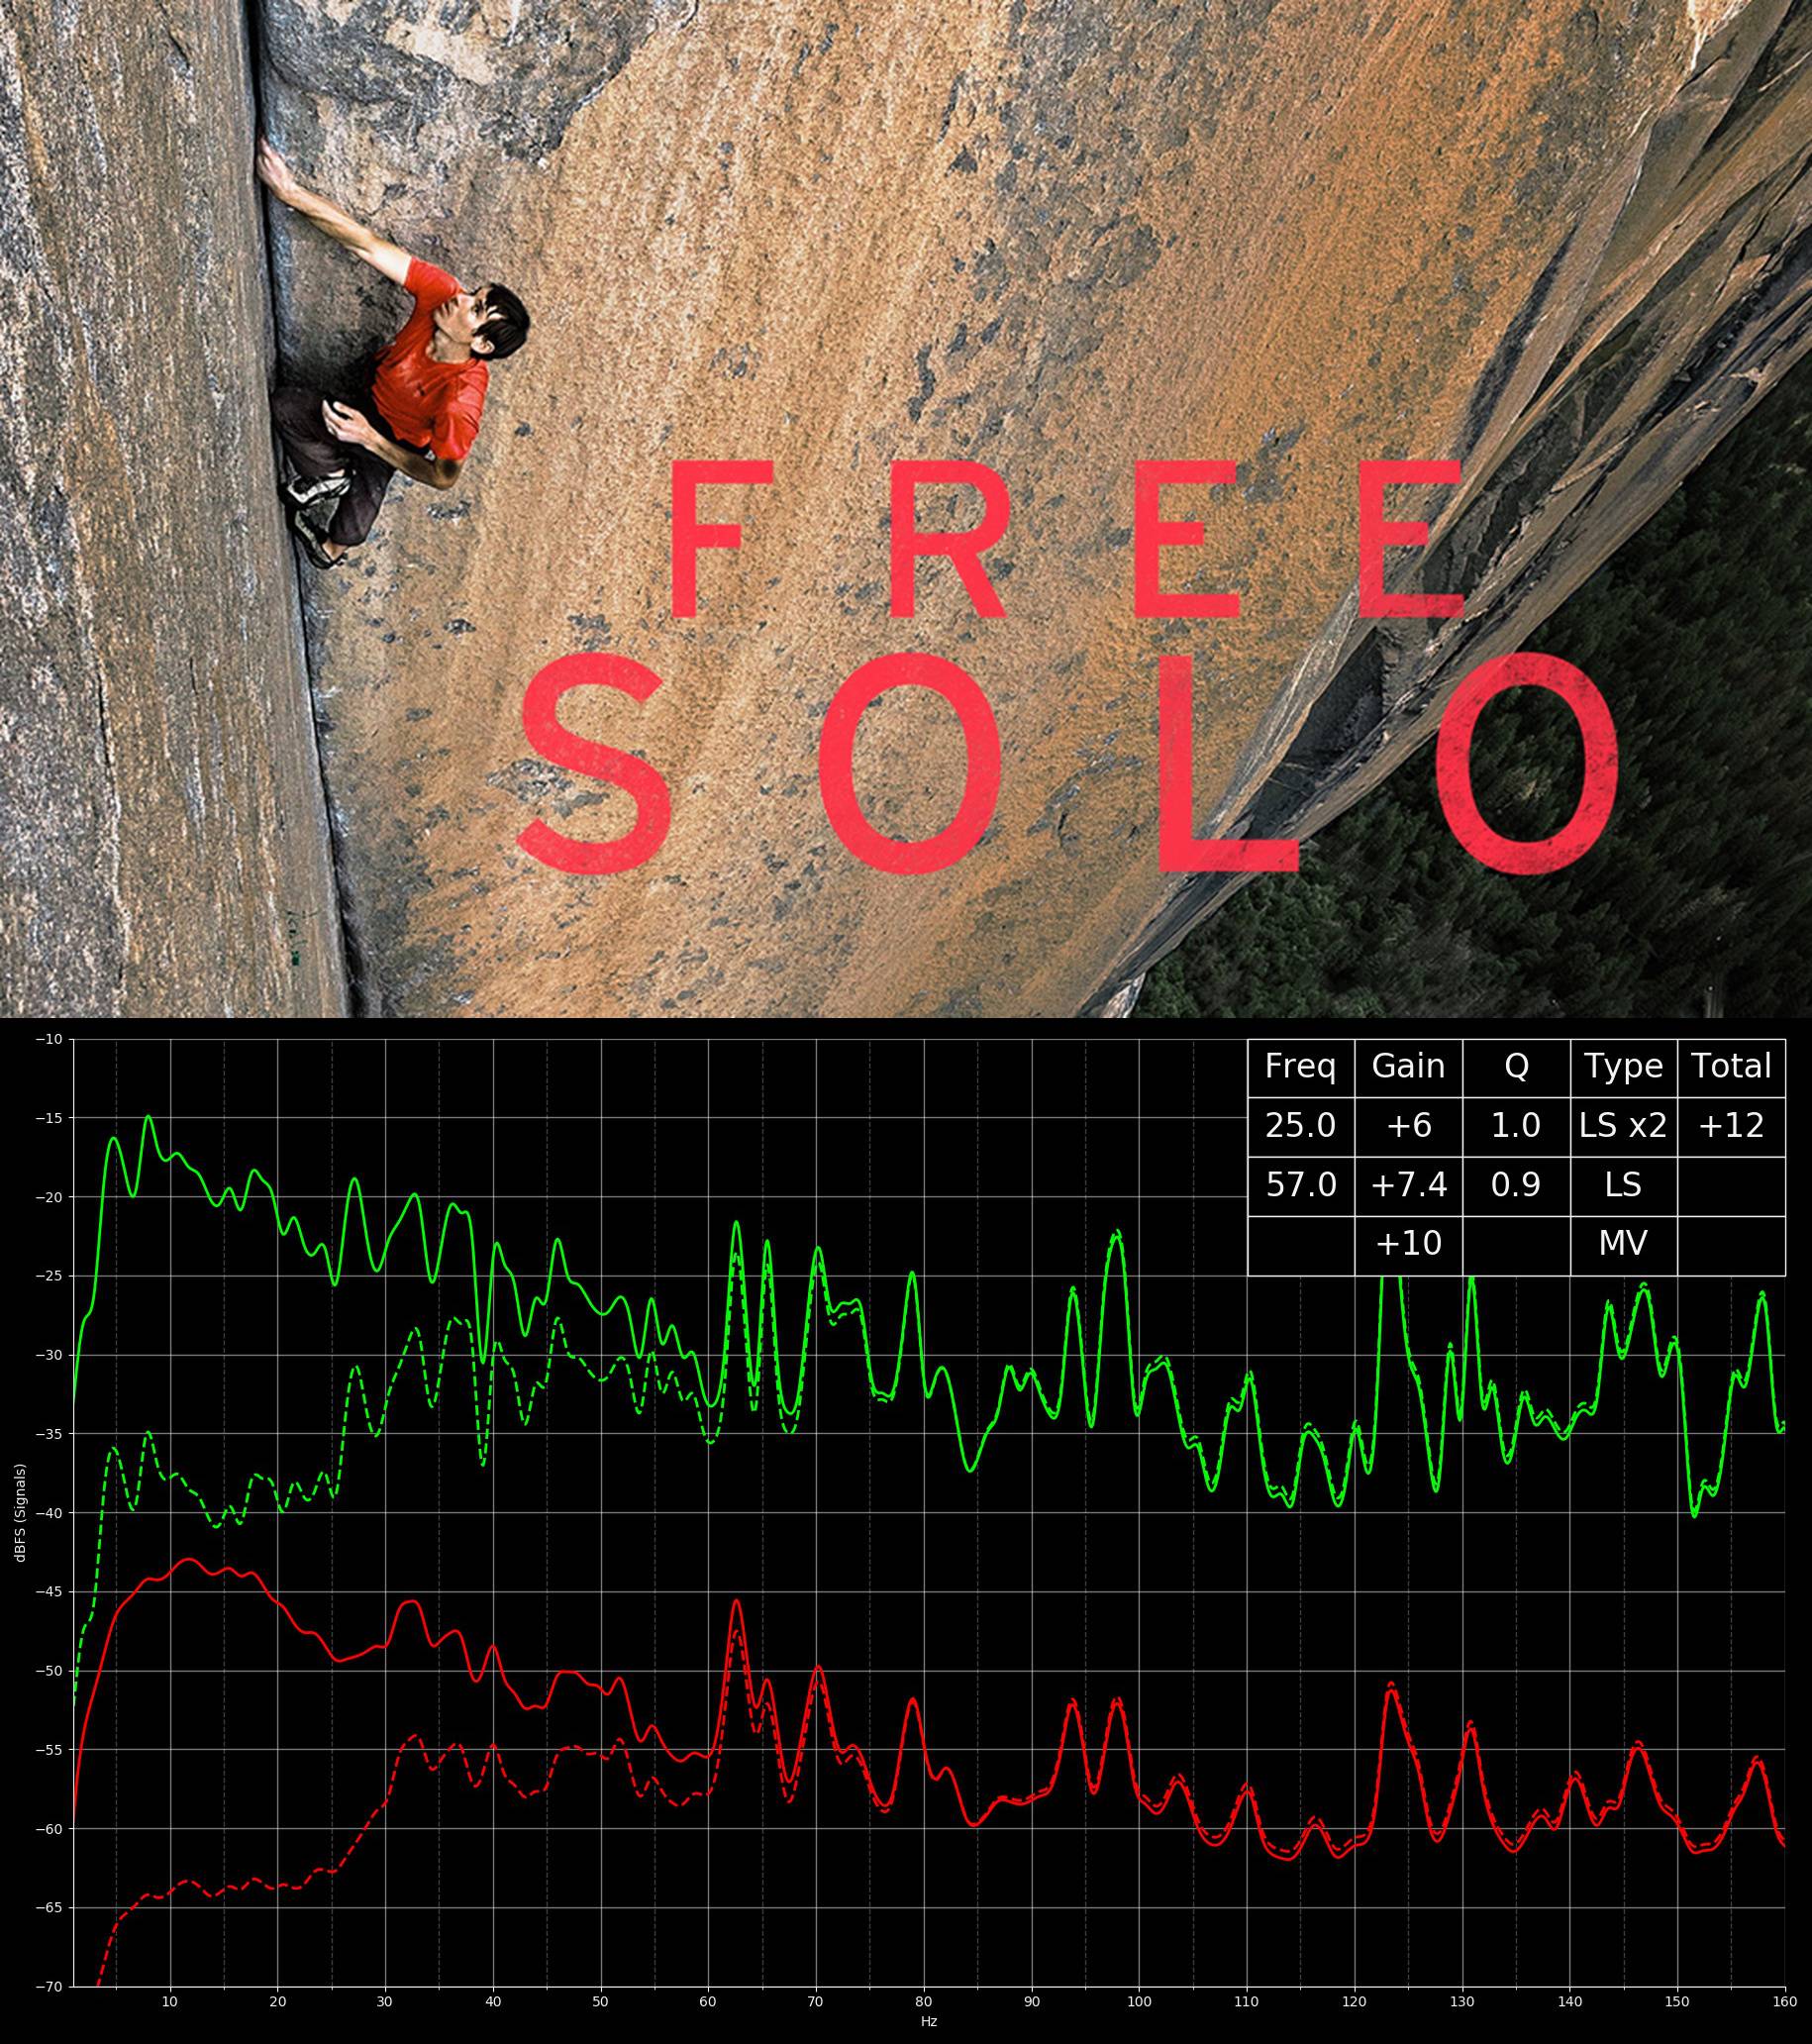 FREE
SOLO
Freq Gain Q Type Total
25.0 +6 1.0 LS x2 +12
57.0 +7.4 0.9 LS
+10 MV
−10
−15
−20
−25
−30
−35
−40
−45
−50
−55
−60
−65
−70
dBFS (Signals)
10 20 30 40 50 60 70 80 90 100 110 120 130 140 150 160
Hz